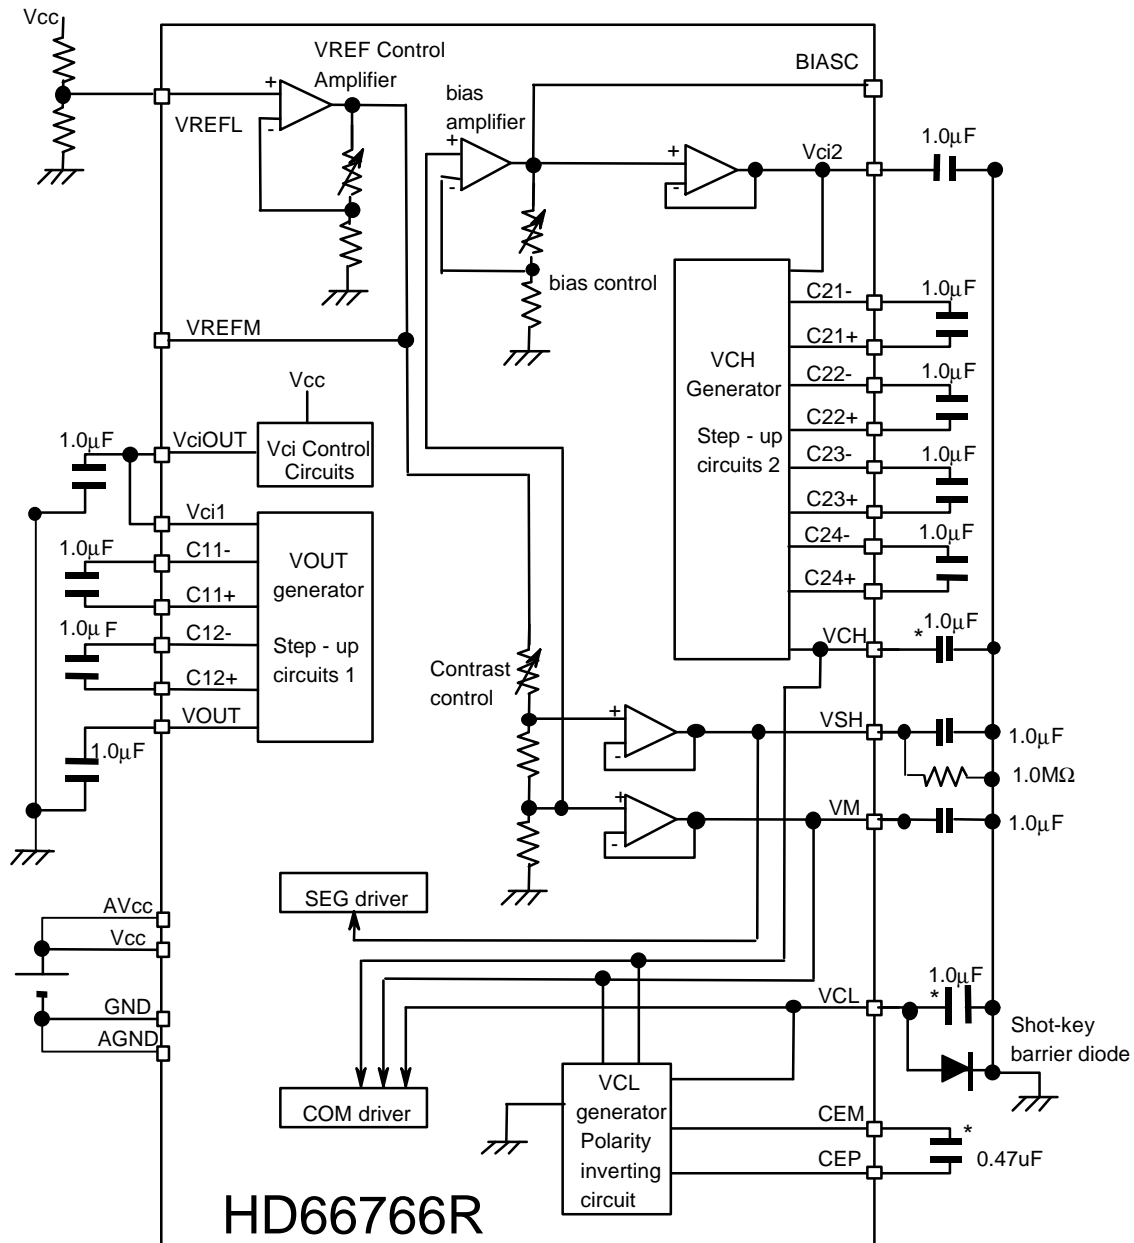 Vcc
VREF Control
Amplifier
BIASC
+
-
VREFL
bias
amplifier
+
-
+
-
Vci2
1.0μF
bias control
VREFM
VCH
Generator
Step - up
circuits 2
C21-
1.0μF
C21+
C22-
1.0μF
C22+
C23-
1.0μF
C23+
C24-
1.0μF
C24+
VCH
* 1.0μF
Vcc
1.0μF
VciOUT
Vci Control
Circuits
Vci1
VOUT
generator
Step - up
circuits 1
1.0μF
C11-
C11+
1.0μF
C12-
C12+
VOUT
1.0μF
Contrast
control
+
-
VSH
1.0μF
1.0MΩ
+
-
VM
1.0μF
SEG driver
AVcc
Vcc
GND
AGND
VCL
1.0μF
*
Shot-key
barrier diode
COM driver
VCL
generator
Polarity
inverting
circuit
CEM
*
CEP
0.47uF
HD66766R